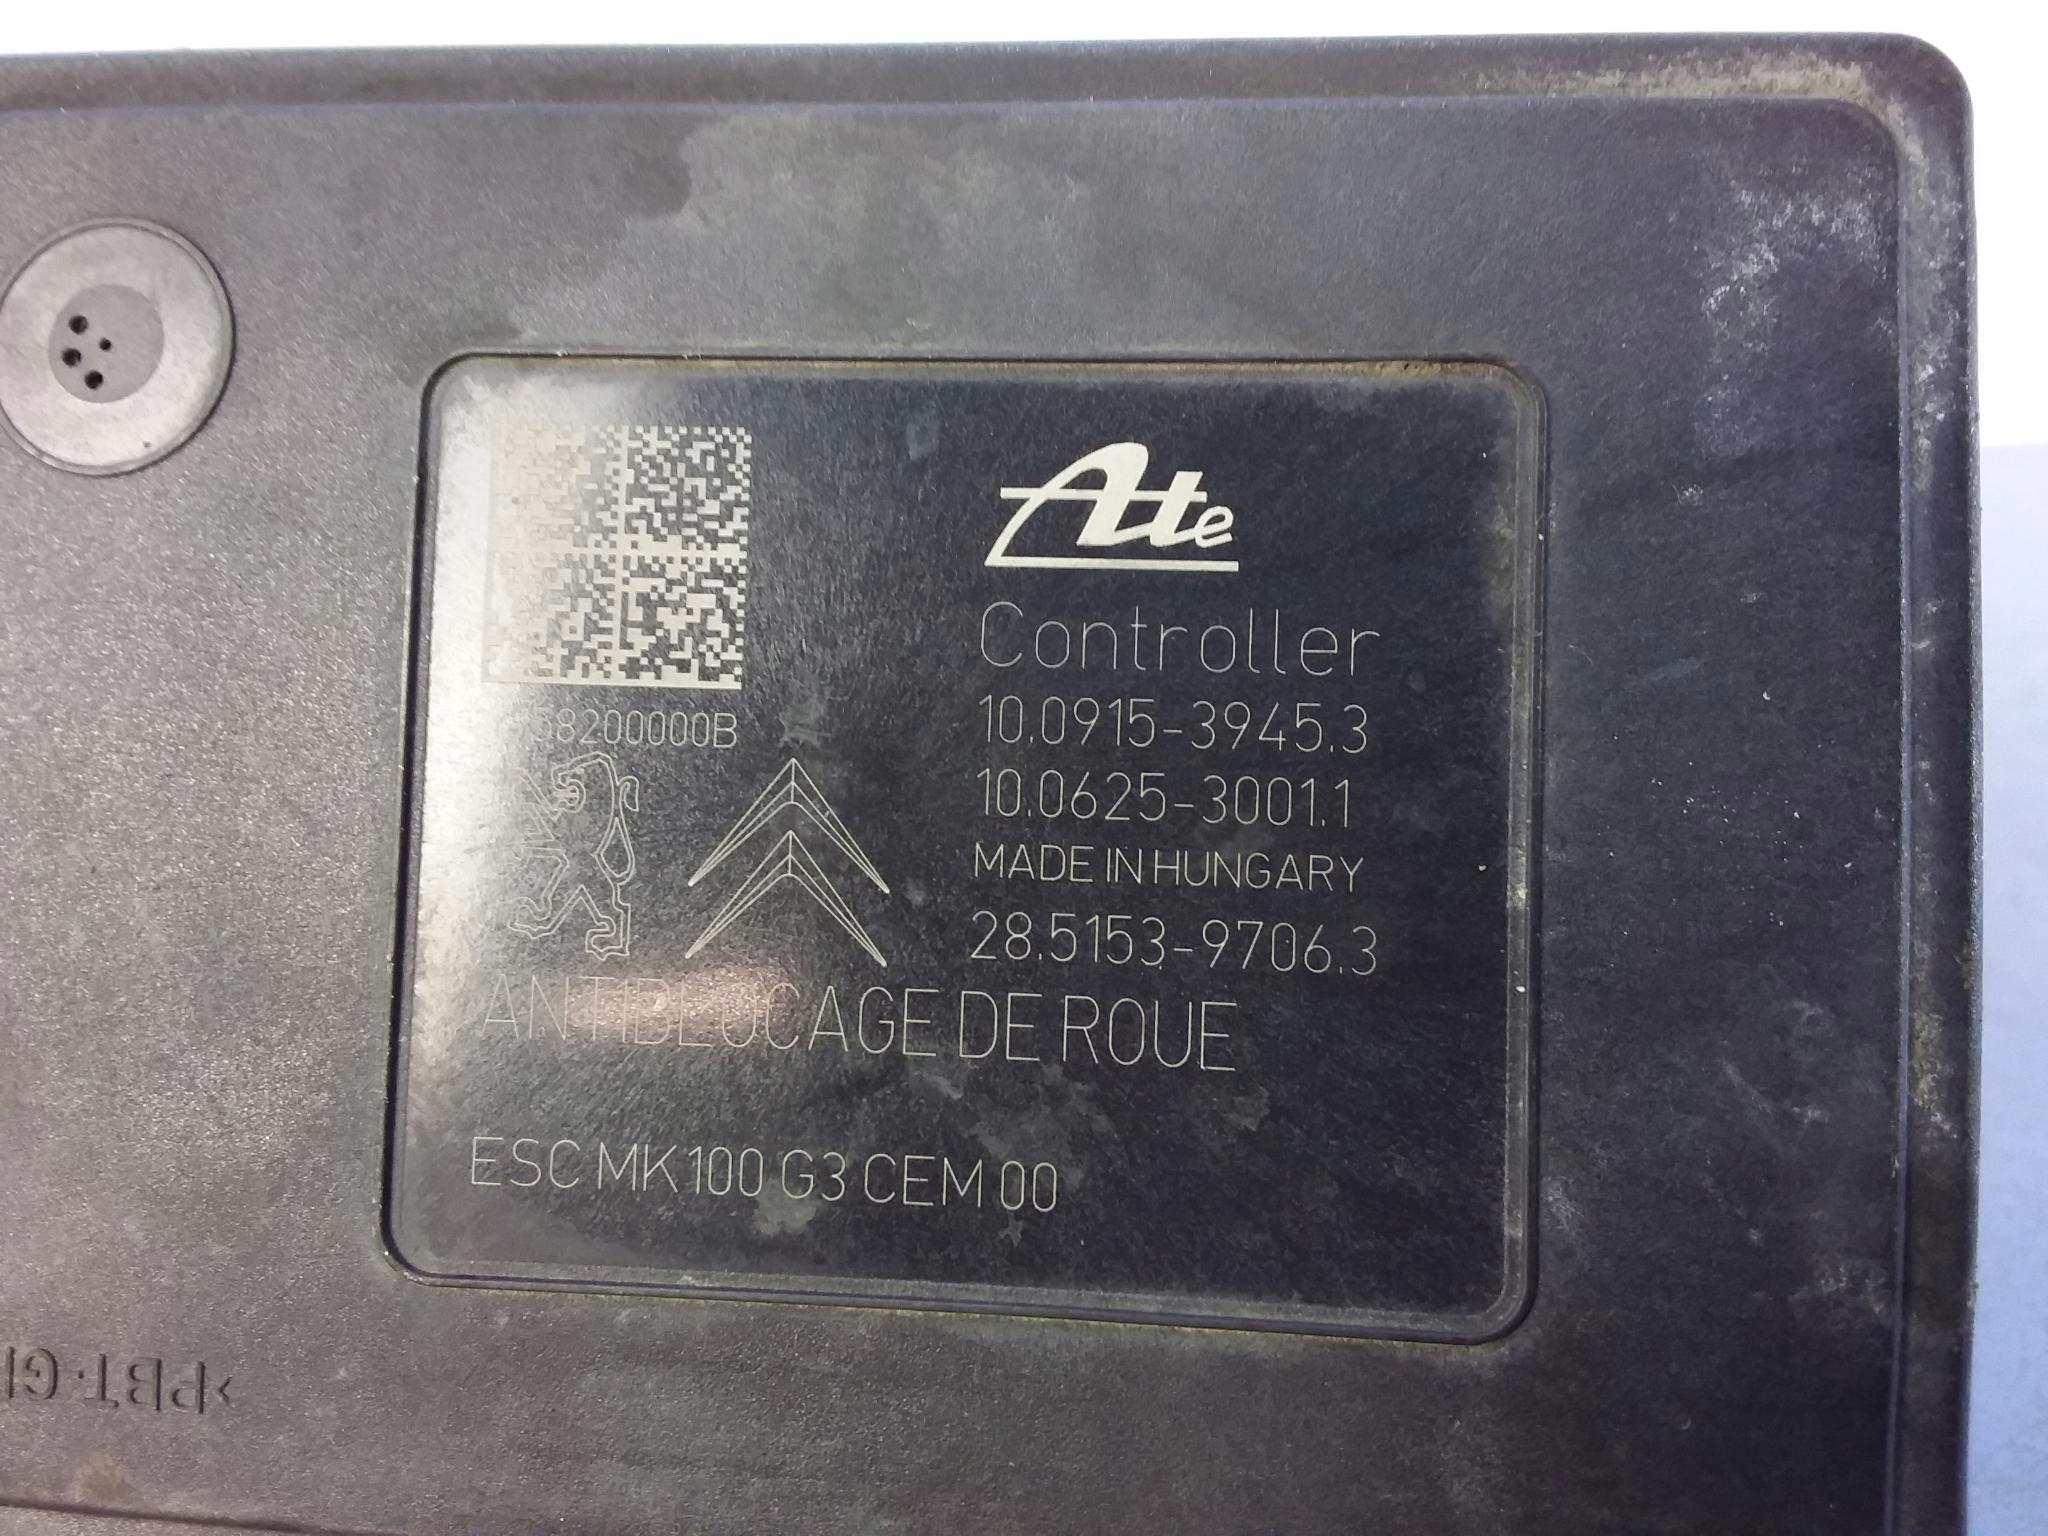 Ate
Controller
10.0915-3945.3
10.0625-3001.1
MADE IN HUNGARY
28.5153-9706.3
ANTIBLOCAGE DE ROUE
ESC MK100 G3 CEM 00
>PBT-G